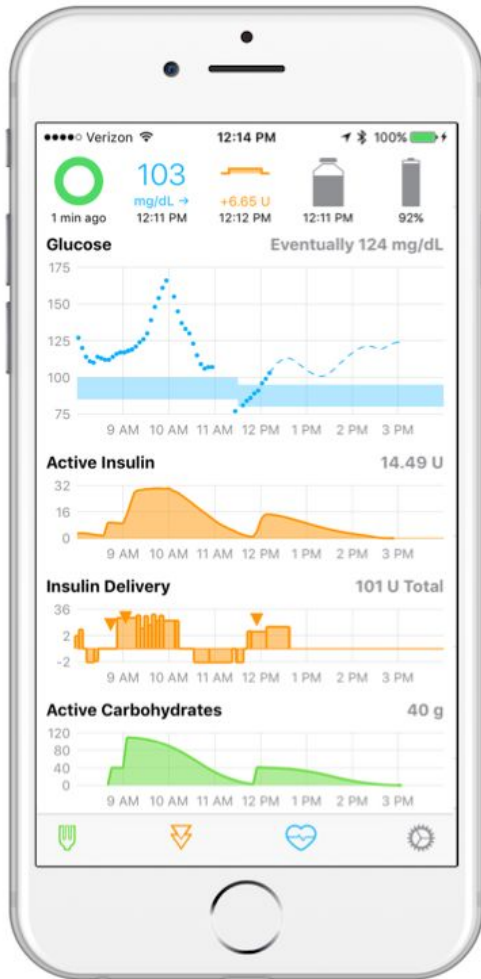 Verizon 12:14 PM 100%
103
mg/dL → +6.65 U
1 min ago 12:11 PM 12:12 PM 12:11 PM 92%
Glucose Eventually 124 mg/dL
175
150
125
100
75
9 AM 10 AM 11 AM 12 PM 1 PM 2 PM 3 PM
Active Insulin 14.49 U
32
16
0
9 AM 10 AM 11 AM 12 PM 1 PM 2 PM 3 PM
Insulin Delivery 101 U Total
36
2
-2
9 AM 10 AM 11 AM 12 PM 1 PM 2 PM 3 PM
Active Carbohydrates 40 g
120
80
40
0
9 AM 10 AM 11 AM 12 PM 1 PM 2 PM 3 PM